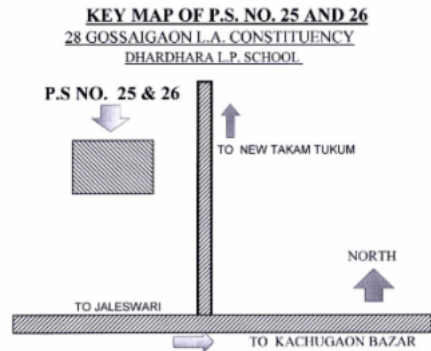 KEY MAP OF P.S. NO. 25 AND 26
28 GOSSAIGAON L.A. CONSTITUENCY
DHARDHARA L.P. SCHOOL
P.S NO. 25 & 26
TO NEW TAKAM TUKUM
NORTH
TO JALESWARI
TO KACHUGAON BAZAR